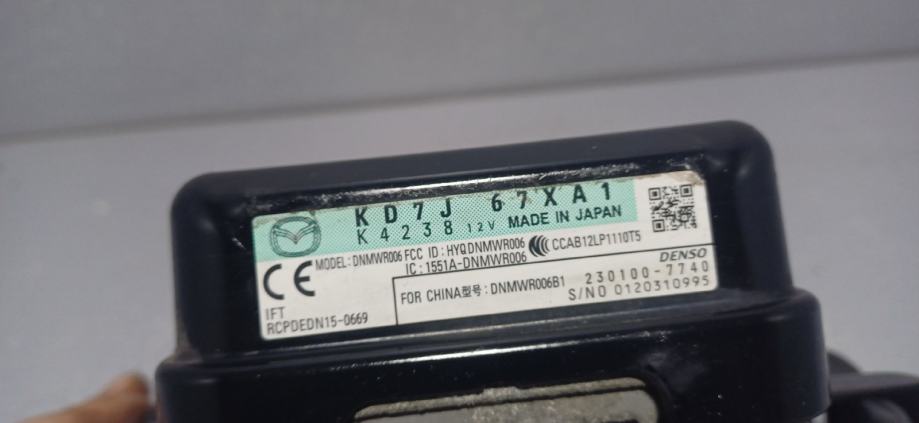 KD7J 67XA1
K4238 12V MADE IN JAPAN
MODEL: DNMWR006 FCC ID: HYQDNMWR006 CCAB12LP1110T5
IC: 1551A-DNMWR006
CE
DENSO
FOR CHINA型号: DNMWR006B1 230100-7740
S/NO 0120310995
IFT
RCPDEDN15-0669